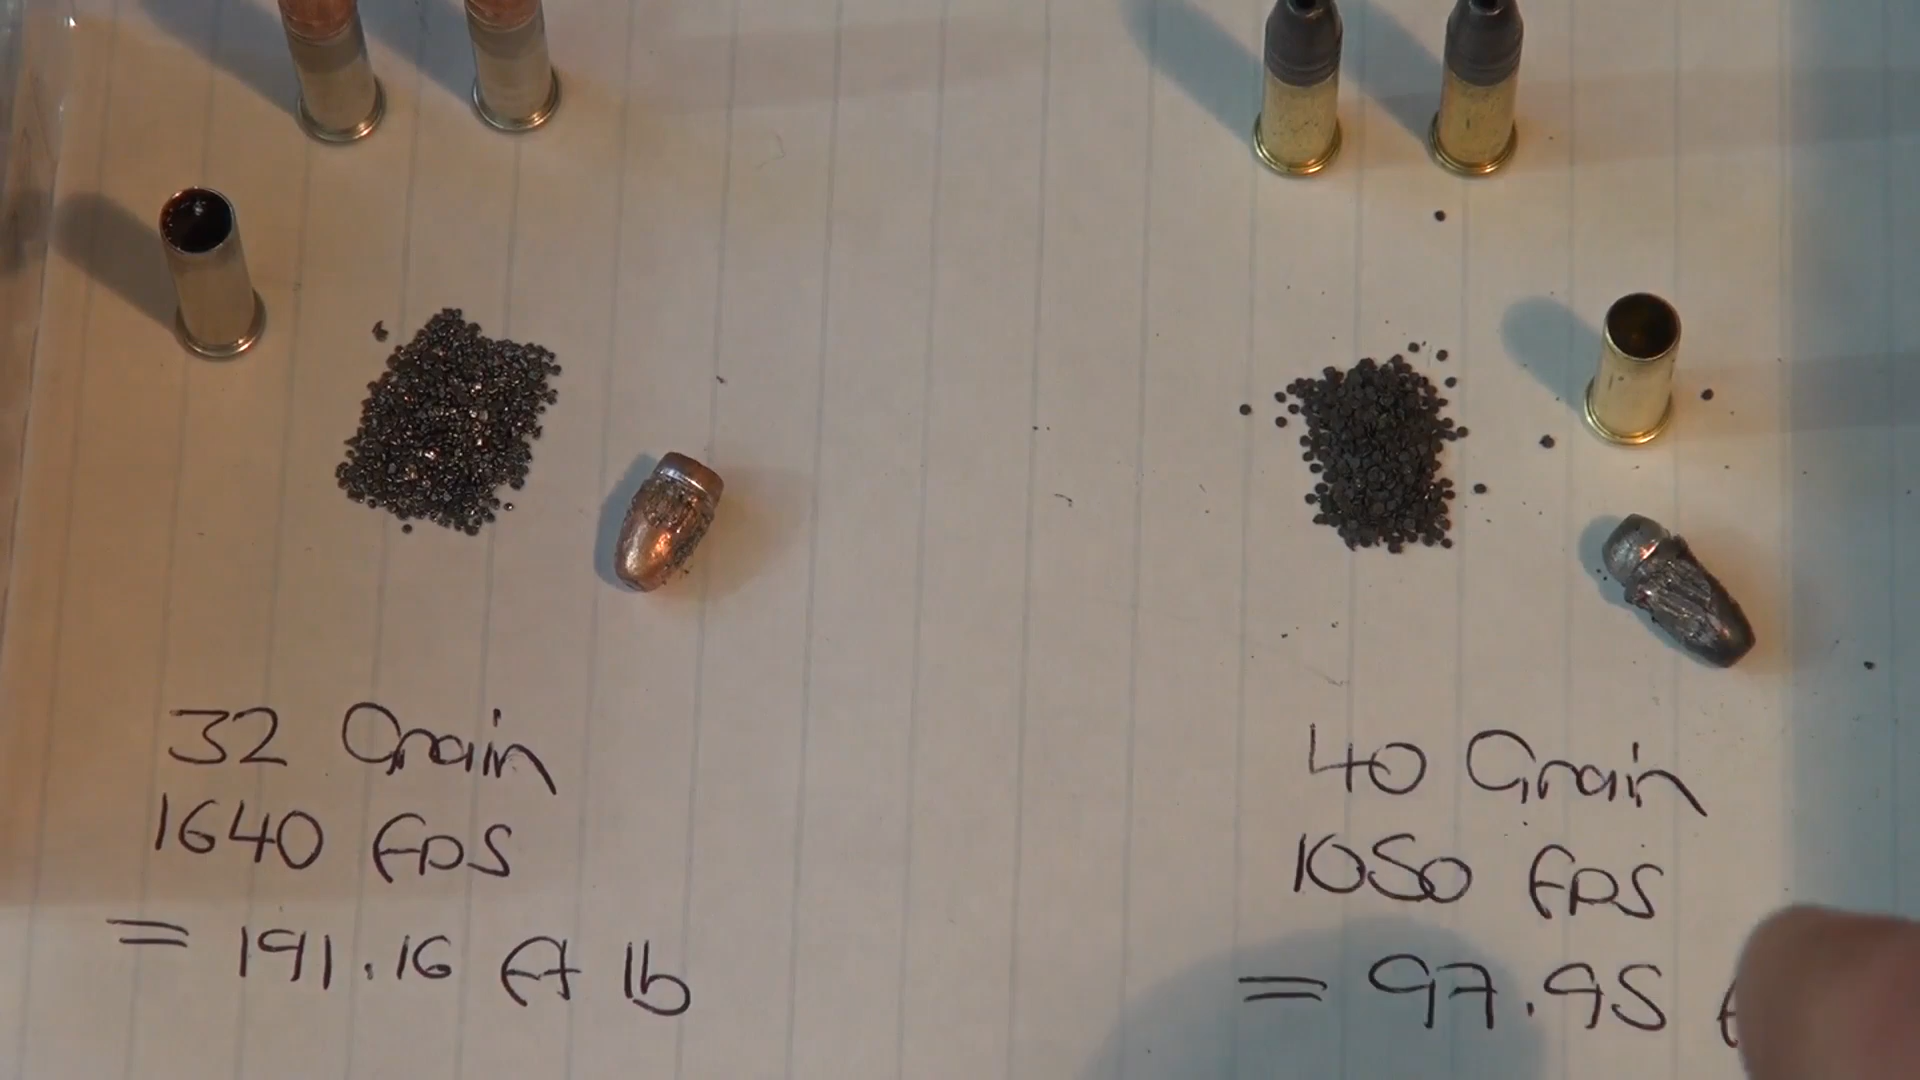 32 Grain
1640 fps
= 191.16 ft lb
40 Grain
1050 fps
= 97.95